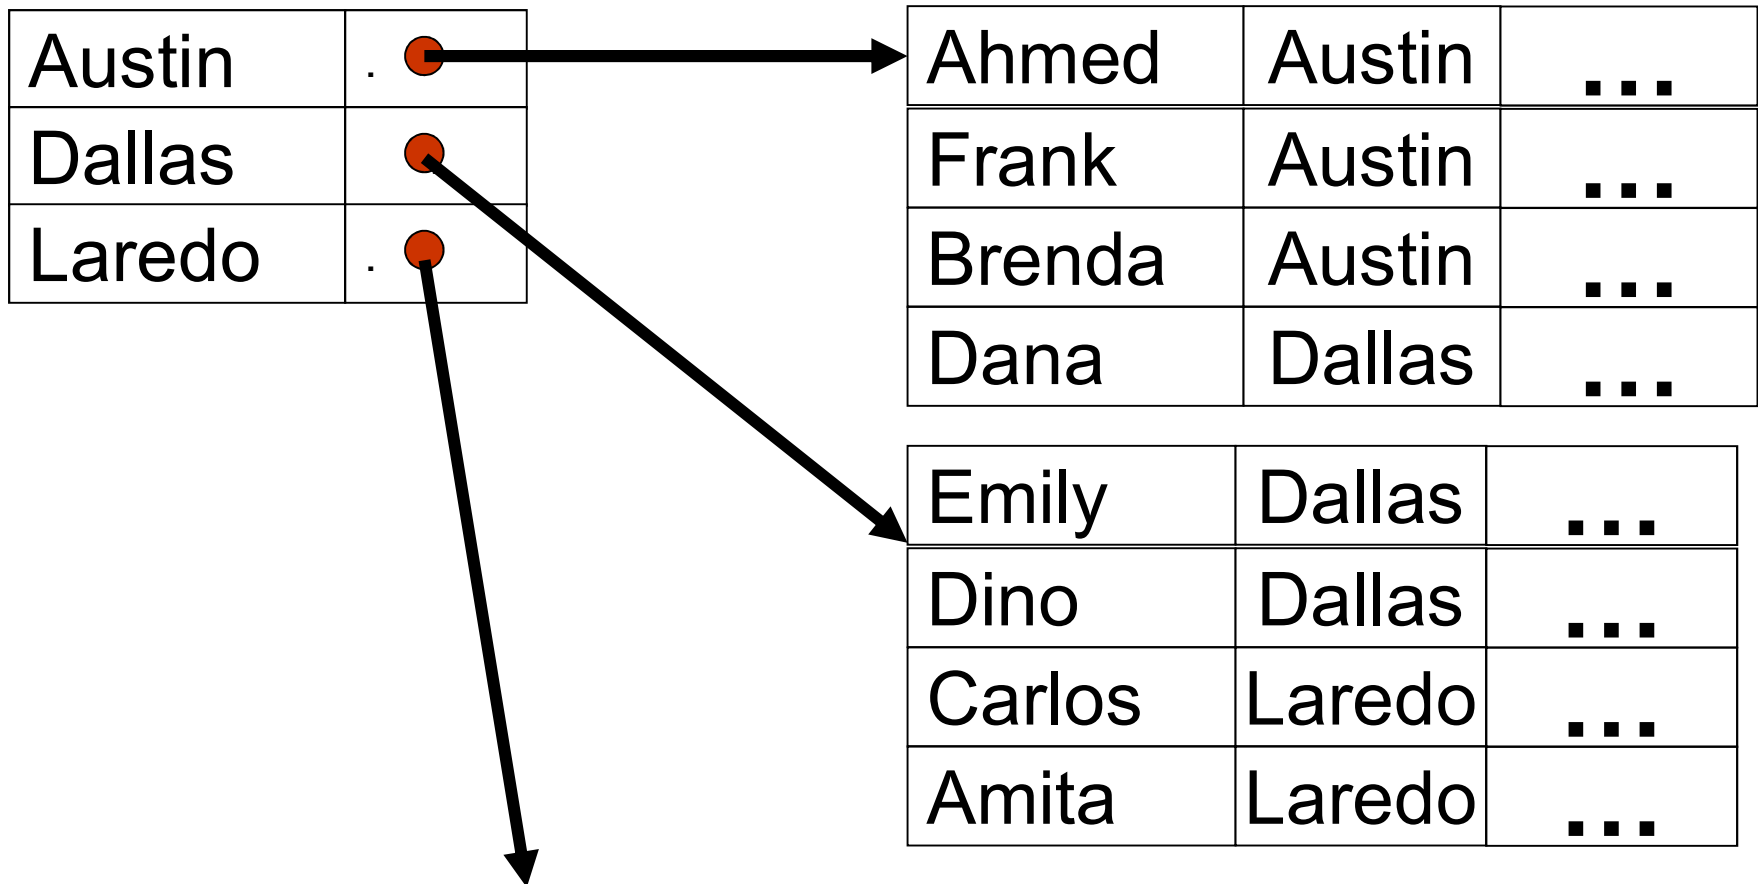 Austin .
Dallas
Laredo .
Ahmed Austin ...
Frank Austin ...
Brenda Austin ...
Dana Dallas ...
Emily Dallas ...
Dino Dallas ...
Carlos Laredo ...
Amita Laredo ...